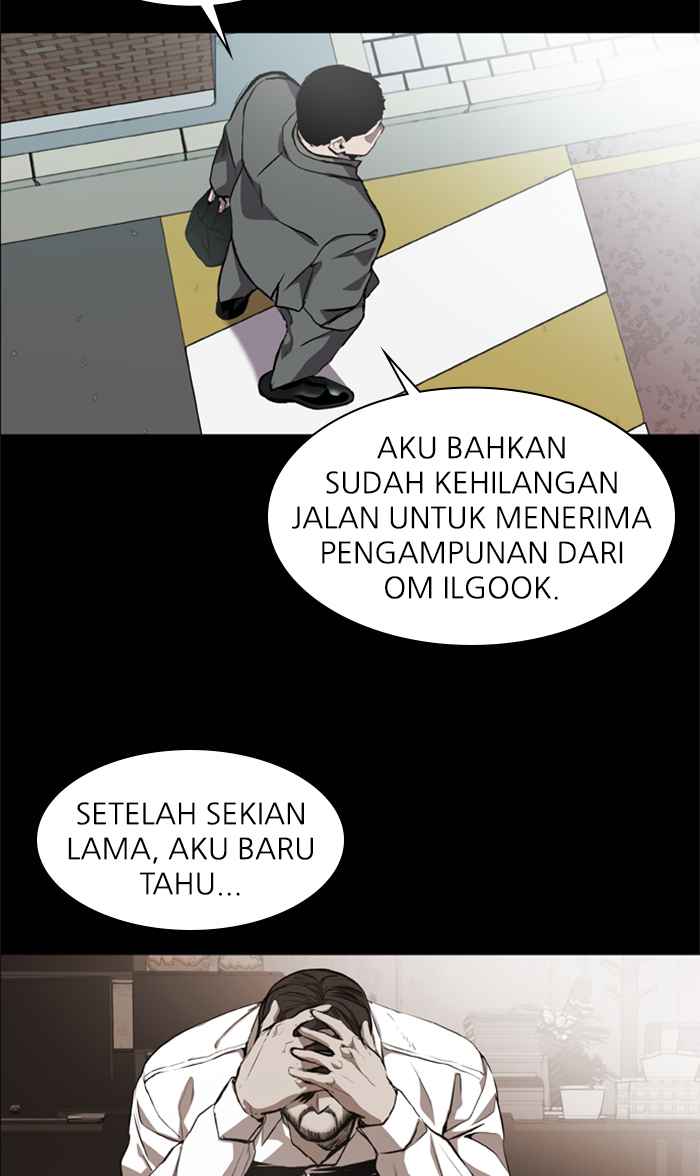 AKU BAHKAN
SUDAH KEHILANGAN
JALAN UNTUK MENERIMA
PENGAMPUNAN DARI
OM ILGOOK.
SETELAH SEKIAN
LAMA, AKU BARU
TAHU...